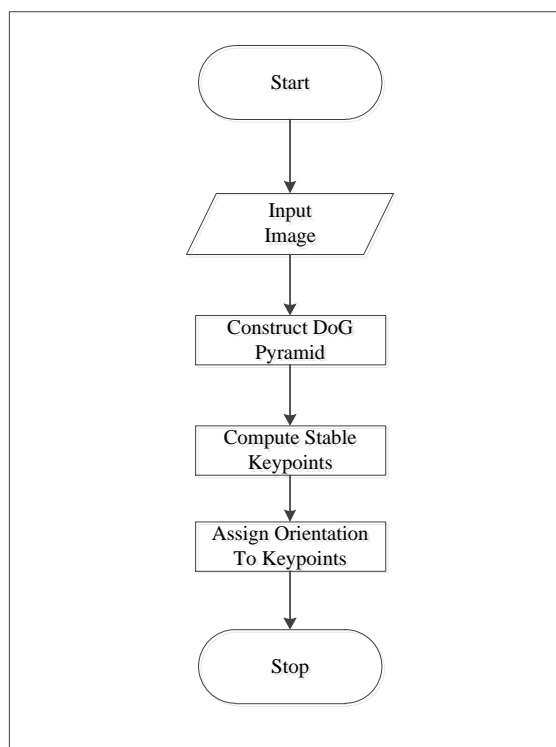 Start
Input
Image
Construct DoG
Pyramid
Compute Stable
Keypoints
Assign Orientation
To Keypoints
Stop